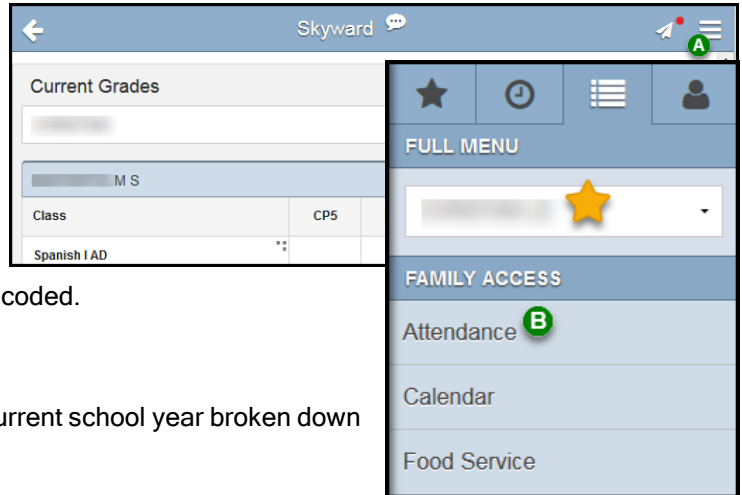 Skyward
A
Current Grades
M S
Class CP5
Spanish I AD
FULL MENU
FAMILY ACCESS
Attendance B
Calendar
Food Service
coded.
urrent school year broken down